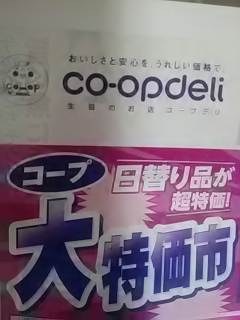 おいしさと安心を、うれしい価格で。
co-opdeli
生協のお店コープデリ
co-op
コープ
日替り品が
超特価!
大特価市